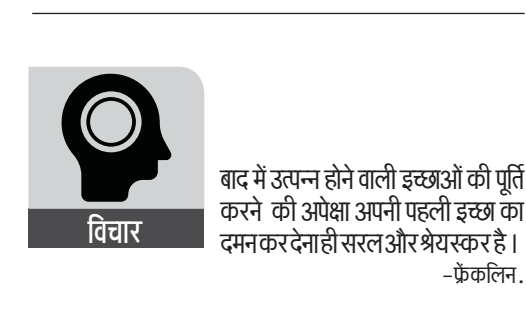 विचार
बाद में उत्पन्न होने वाली इच्छाओं की पूर्ति
करने की अपेक्षा अपनी पहली इच्छा का
दमन कर देना ही सरल और श्रेयस्कर है।
-फ्रेंकलिन.